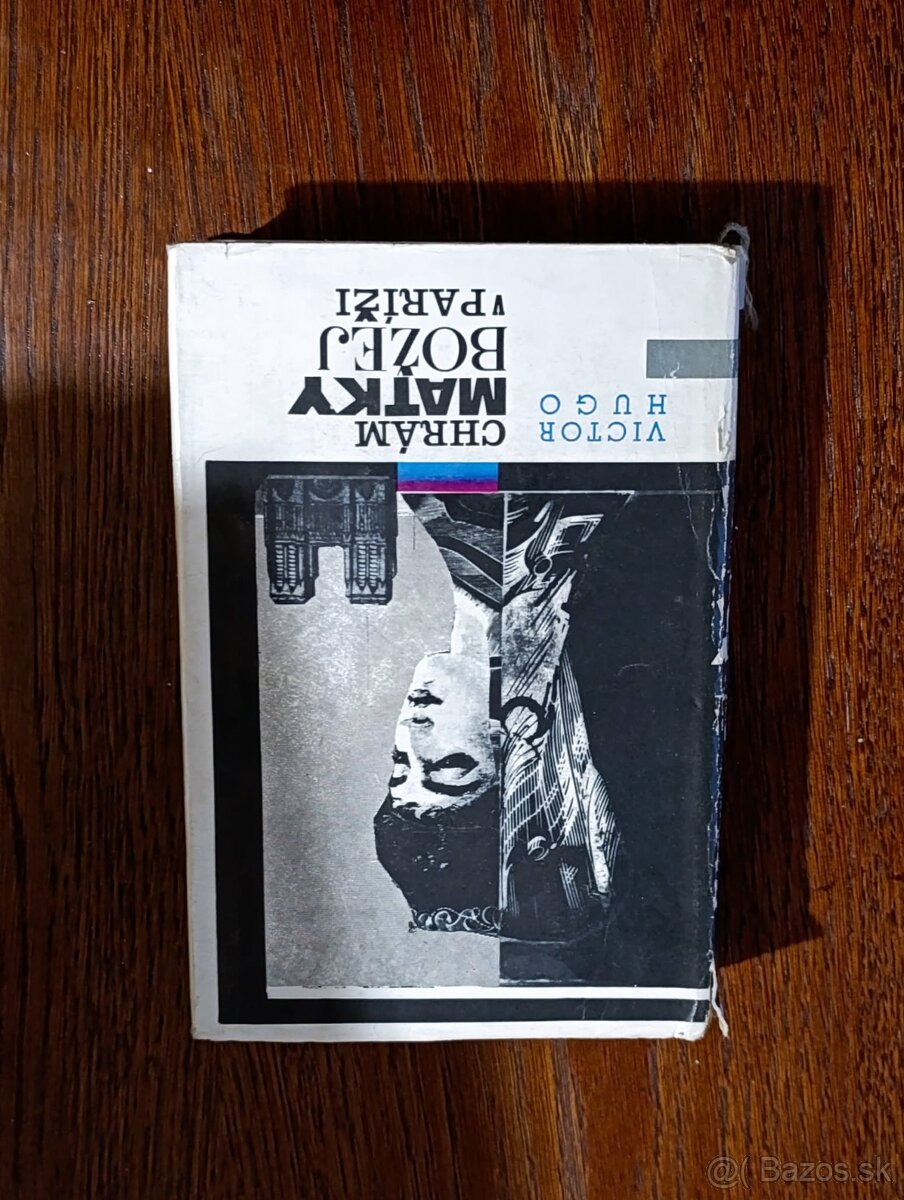 VICTOR
HUGO
CHRÁM
MATKY
BOŽEJ
V PARÍŽI
@( Bazos.sk